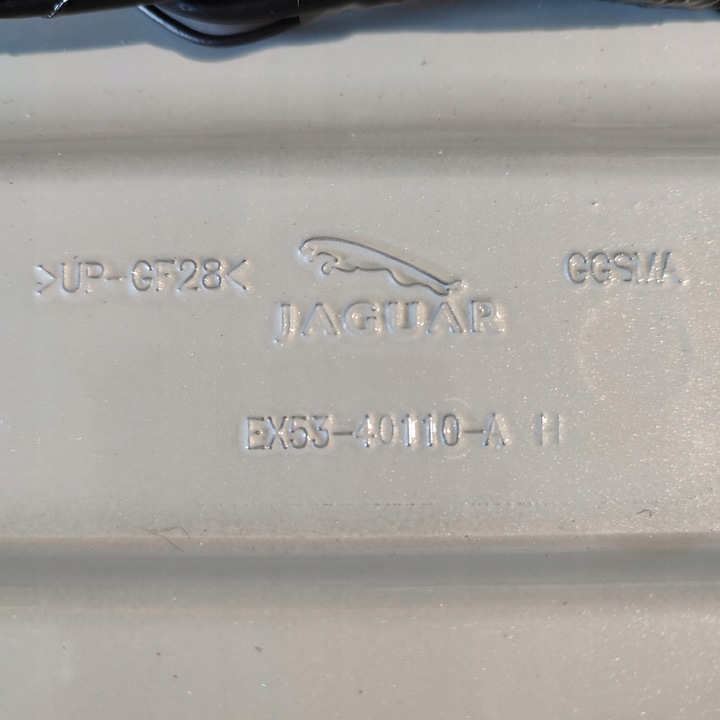 >UP-GF28< GGSMA
JAGUAR
EX53-40110-A H